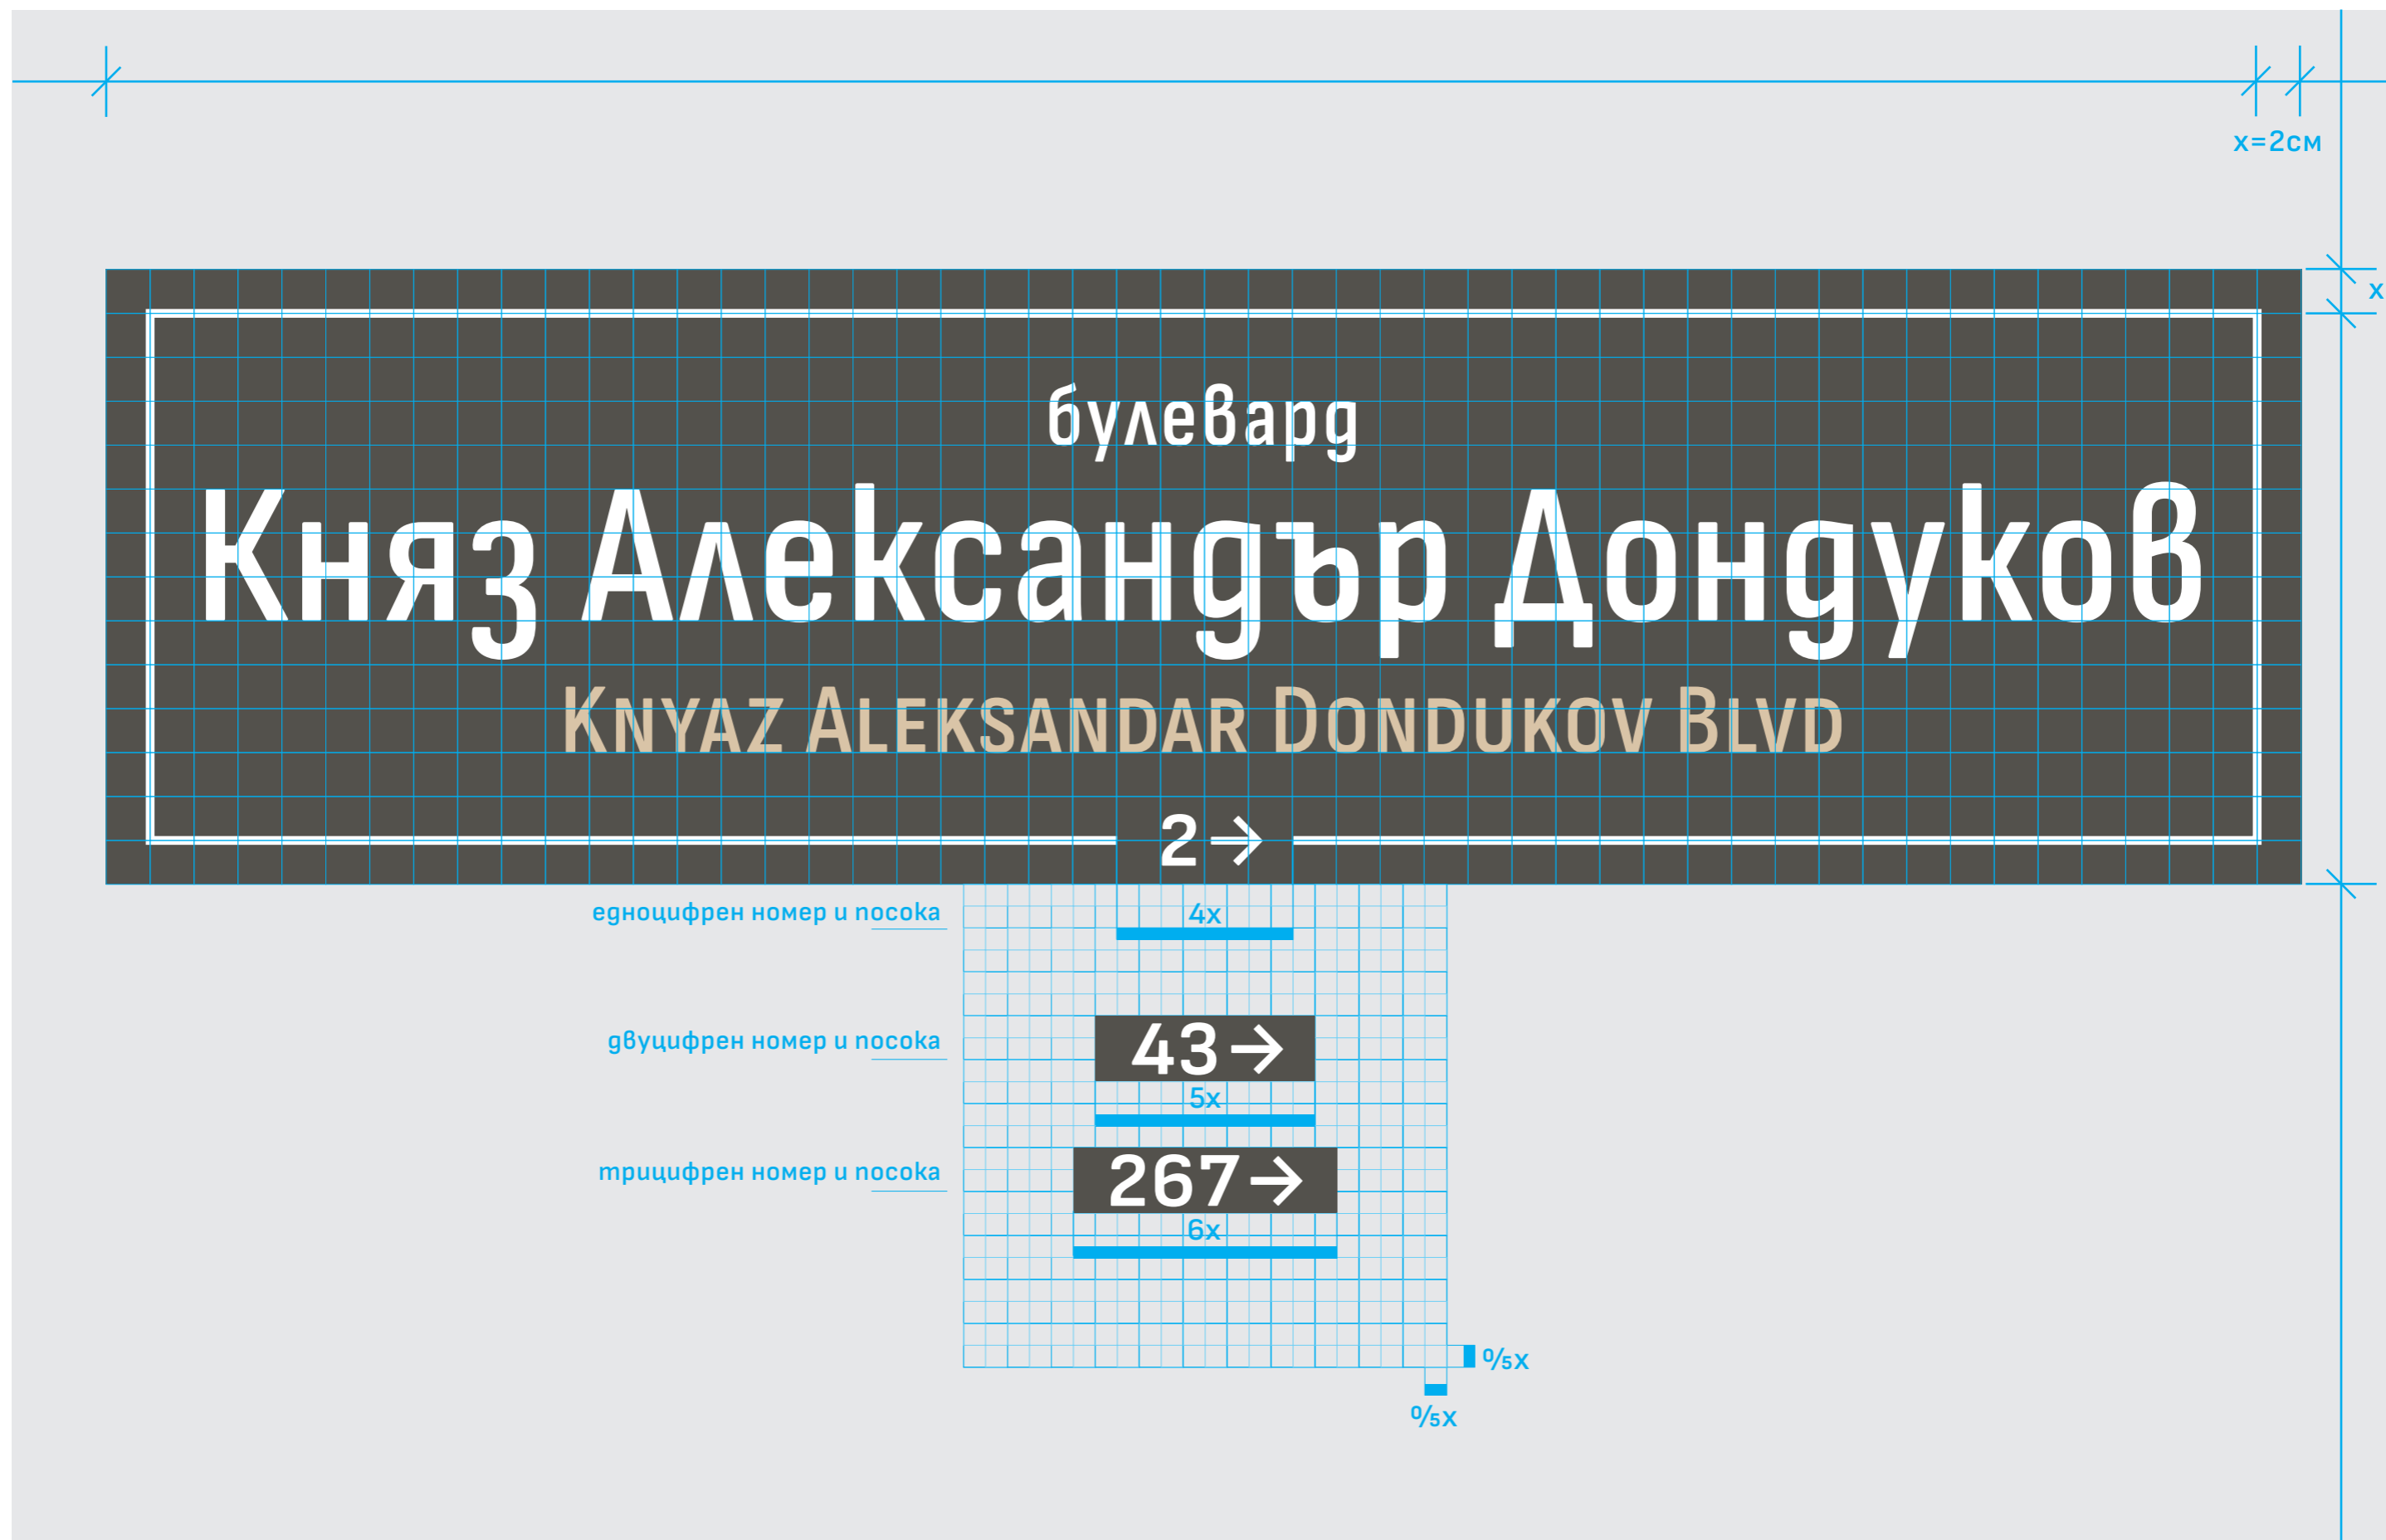 x=2см
x
булевард
Княз Александър Дондуков
Knyaz Aleksandar Dondukov Blvd
2→
едноцифрен номер и посока
4x
двуцифрен номер и посока
43→
5x
трицифрен номер и посока
267→
6x
0/5x
0/5x